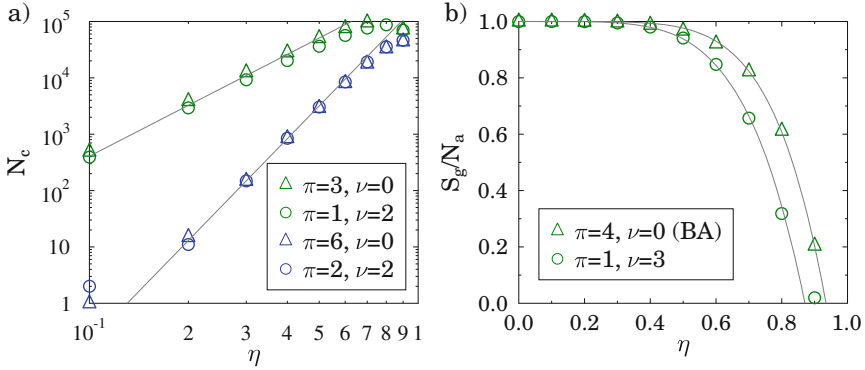 a)
N_c
10^5
10^4
10^3
10^2
10
1
10^-1 2 3 4 5 6 7 8 9 1
η
π=3, ν=0
π=1, ν=2
π=6, ν=0
π=2, ν=2
b)
S_g/N_a
1.0
0.8
0.6
0.4
0.2
0.0
0.0 0.2 0.4 0.6 0.8 1.0
η
π=4, ν=0 (BA)
π=1, ν=3